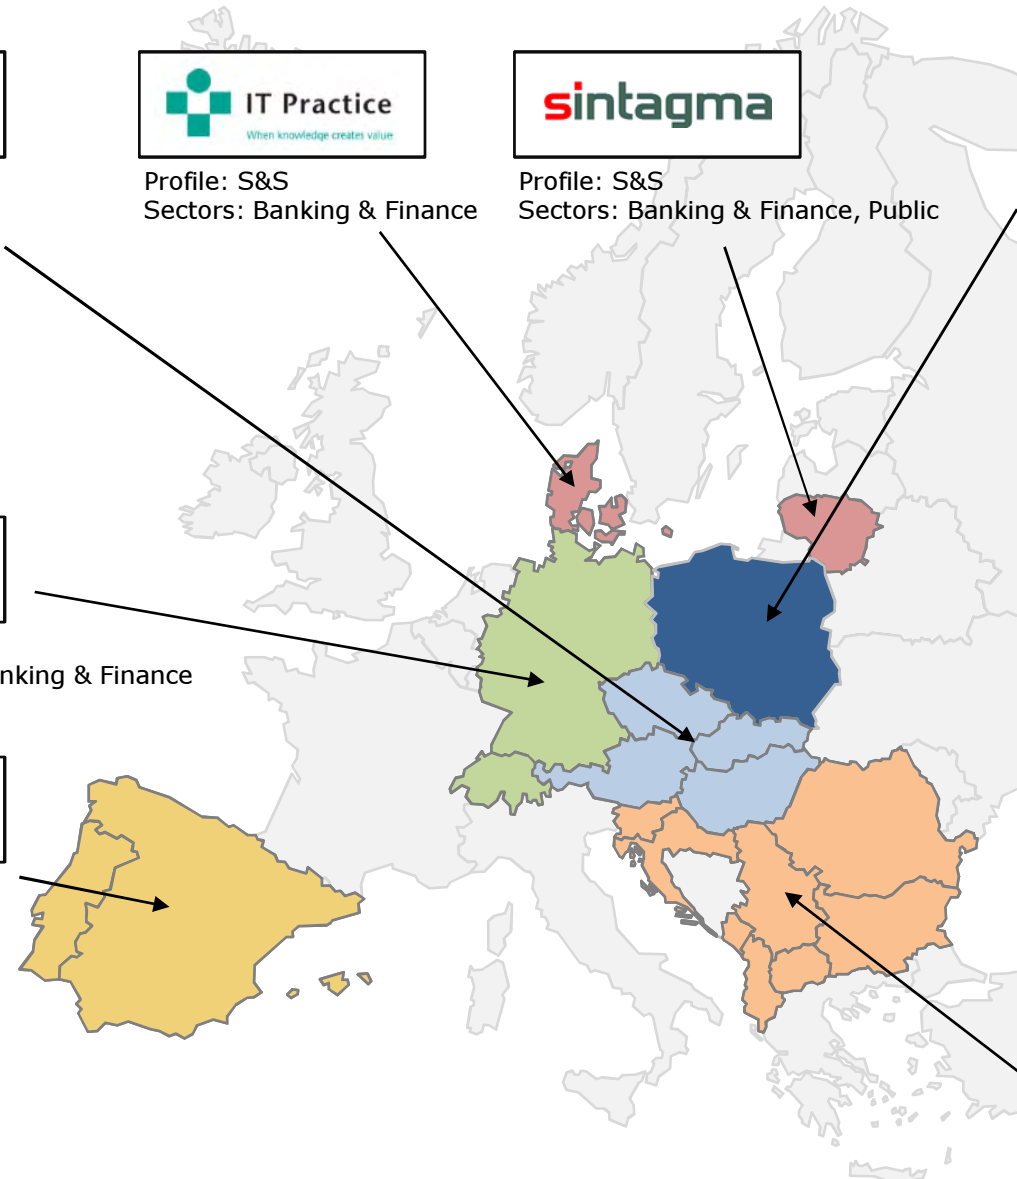 IT Practice
When knowledge creates value
Profile: S&S
Sectors: Banking & Finance
sintagma
Profile: S&S
Sectors: Banking & Finance, Public
nking & Finance